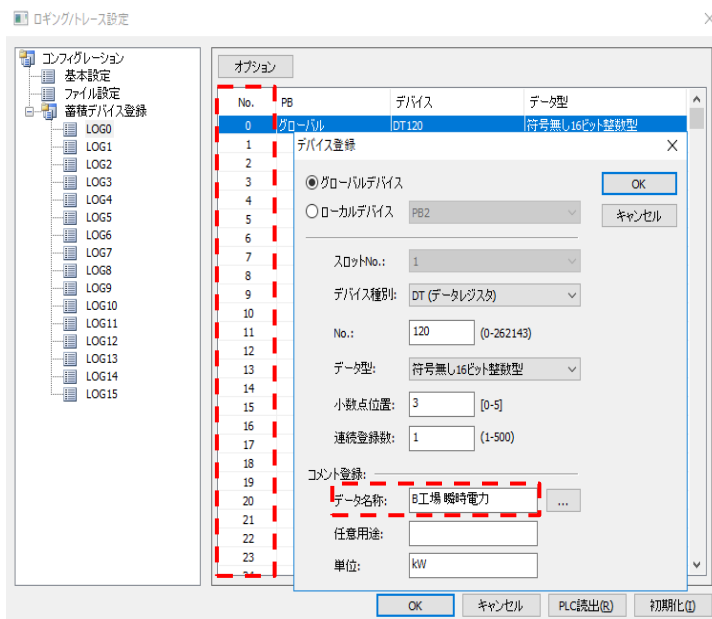 ロギング/トレース設定
コンフィグレーション
基本設定
ファイル設定
蓄積デバイス登録
LOG0
LOG1
LOG2
LOG3
LOG4
LOG5
LOG6
LOG7
LOG8
LOG9
LOG10
LOG11
LOG12
LOG13
LOG14
LOG15
オプション
No. PB デバイス データ型
0 グローバル DT120 符号無し16ビット整数型
1
2
3
4
5
6
7
8
9
10
11
12
13
14
15
16
17
18
19
20
21
22
23
デバイス登録
グローバルデバイス
OK
ローカルデバイス PB2
キャンセル
スロットNo.: 1
デバイス種別: DT (データレジスタ)
No.: 120 (0-262143)
データ型: 符号無し16ビット整数型
小数点位置: 3 [0-5]
連続登録数: 1 (1-500)
コメント登録:
データ名称: B工場 瞬時電力 ...
任意用途:
単位: kW
OK キャンセル PLC読出(R) 初期化(I)